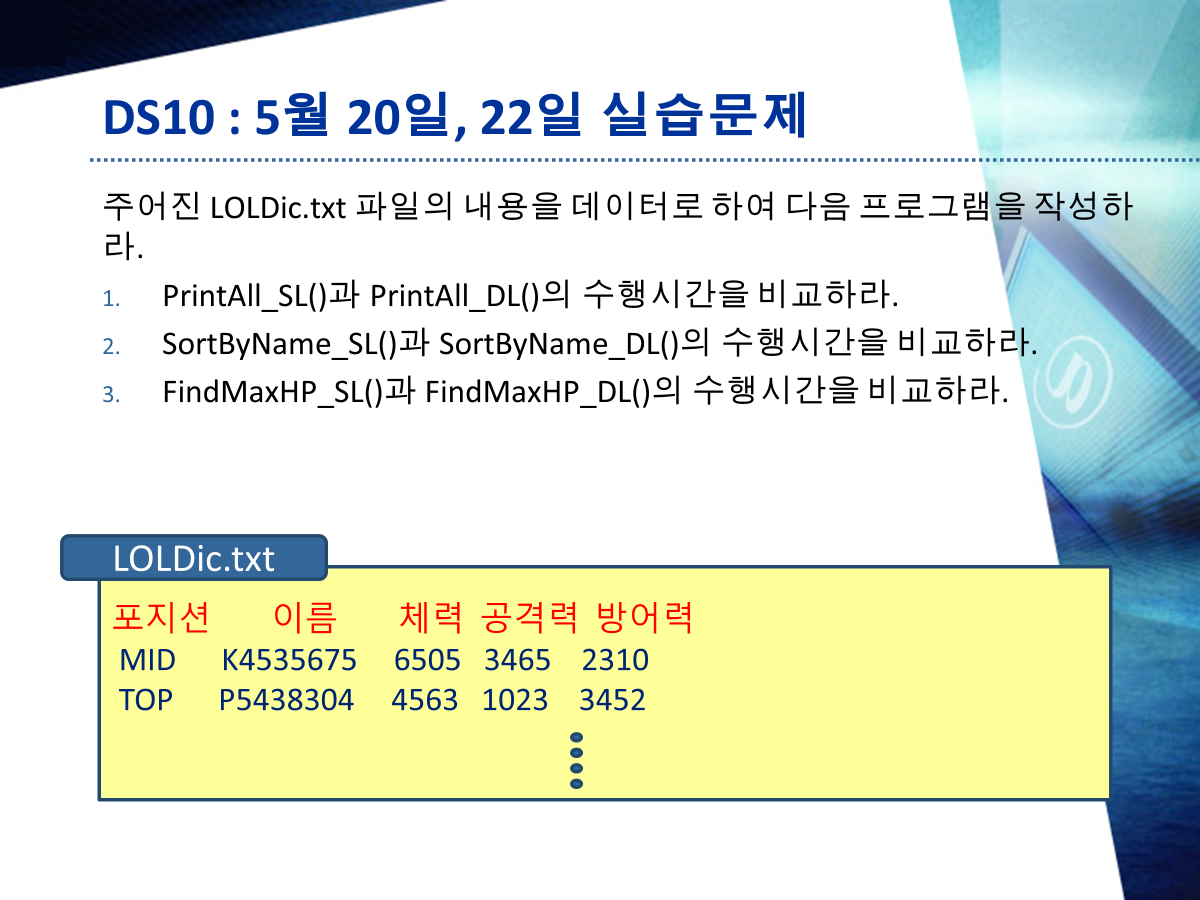 DS10 : 5월 20일, 22일 실습문제
주어진 LOLDic.txt 파일의 내용을 데이터로 하여 다음 프로그램을 작성하
라.
1. PrintAll_SL()과 PrintAll_DL()의 수행시간을 비교하라.
2. SortByName_SL()과 SortByName_DL()의 수행시간을 비교하라.
3. FindMaxHP_SL()과 FindMaxHP_DL()의 수행시간을 비교하라.
LOLDic.txt
포지션 이름 체력 공격력 방어력
MID K4535675 6505 3465 2310
TOP P5438304 4563 1023 3452